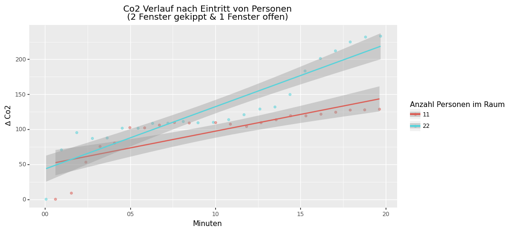 Co2 Verlauf nach Eintritt von Personen
(2 Fenster gekippt & 1 Fenster offen)
200
150
100
50
0
Δ Co2
00
05
10
15
20
Minuten
Anzahl Personen im Raum
11
22